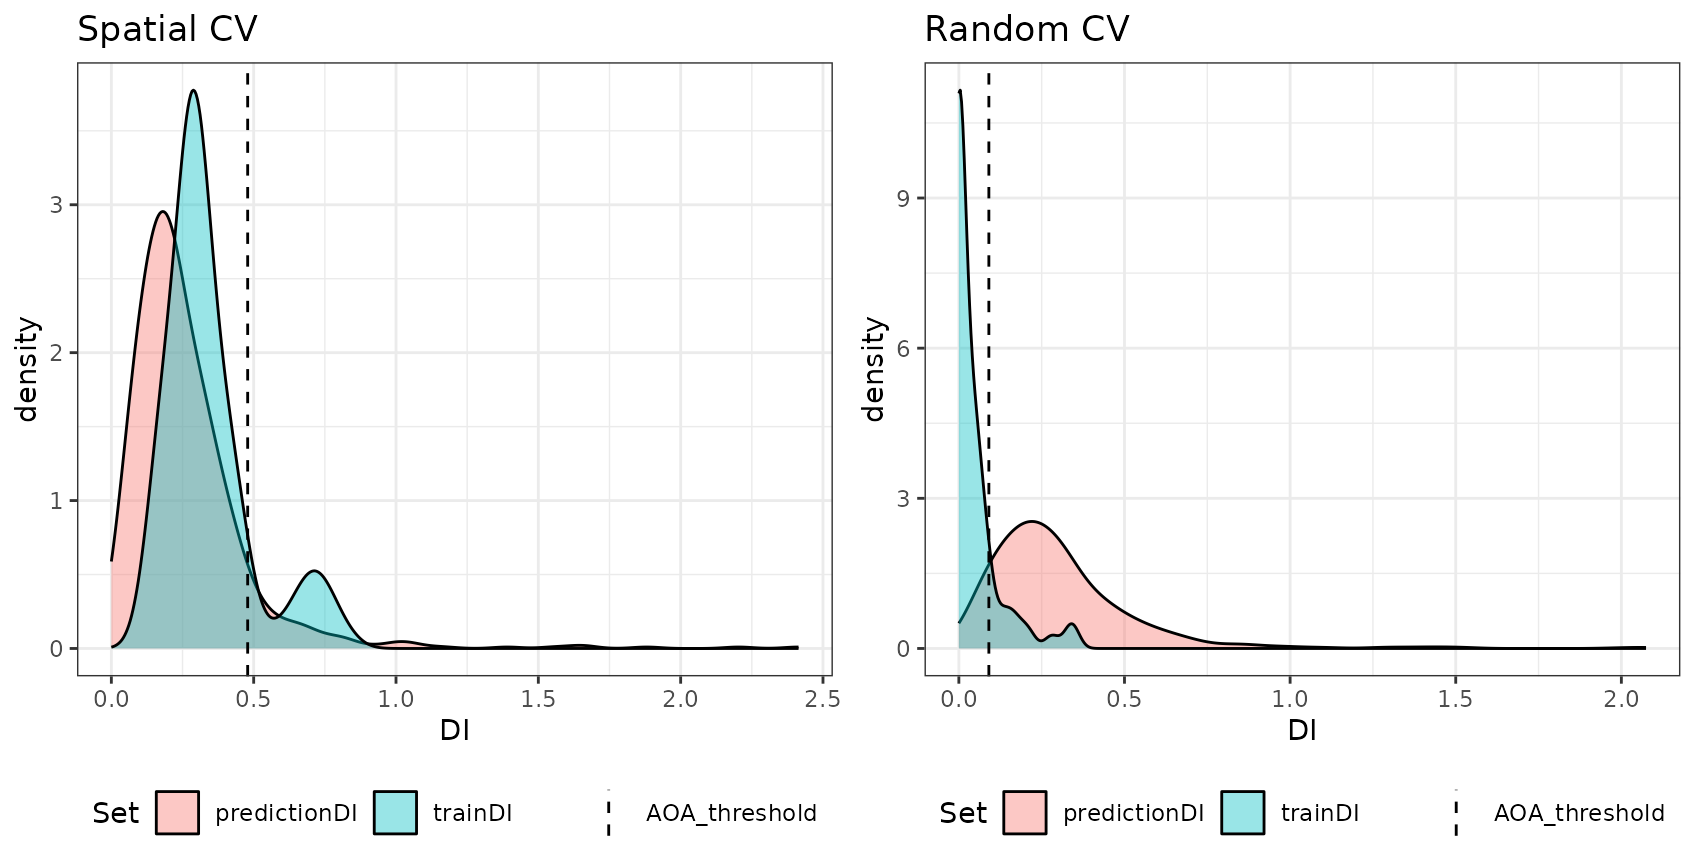 Spatial CV
density
3
2
1
0
0.0 0.5 1.0 1.5 2.0 2.5
DI
Set predictionDI trainDI AOA_threshold
Random CV
density
9
6
3
0
0.0 0.5 1.0 1.5 2.0
DI
Set predictionDI trainDI AOA_threshold